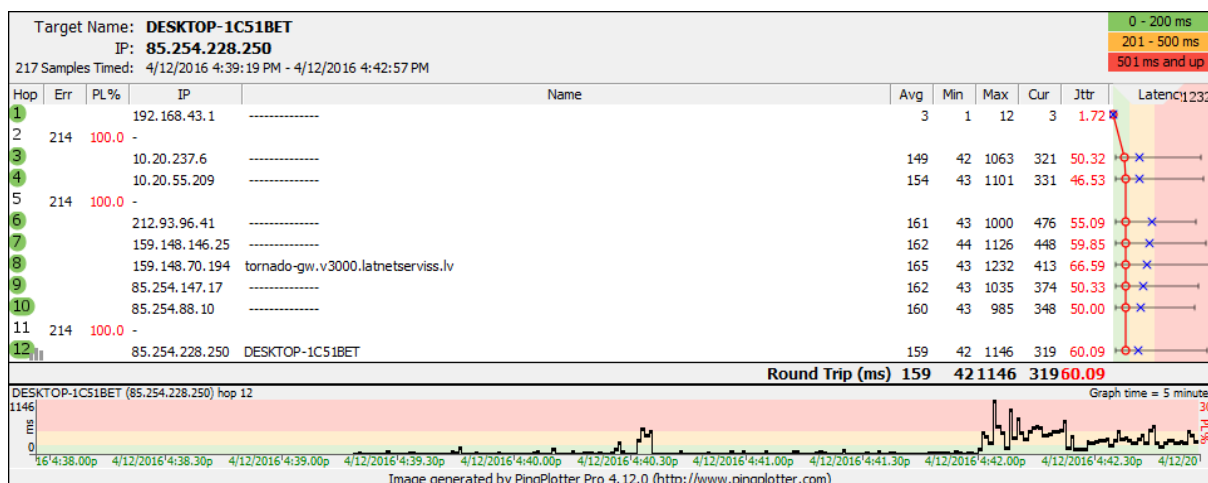 Target Name: DESKTOP-1C51BET
IP: 85.254.228.250
217 Samples Timed: 4/12/2016 4:39:19 PM - 4/12/2016 4:42:57 PM
0 - 200 ms
201 - 500 ms
501 ms and up
Hop Err PL% IP Name Avg Min Max Cur Jttr Latency 1232
1 192.168.43.1 -------------- 3 1 12 3 1.72
2 214 100.0 -
3 10.20.237.6 -------------- 149 42 1063 321 50.32
4 10.20.55.209 -------------- 154 43 1101 331 46.53
5 214 100.0 -
6 212.93.96.41 -------------- 161 43 1000 476 55.09
7 159.148.146.25 -------------- 162 44 1126 448 59.85
8 159.148.70.194 tornado-gw.v3000.latnetserviss.lv 165 43 1232 413 66.59
9 85.254.147.17 -------------- 162 43 1035 374 50.33
10 85.254.88.10 -------------- 160 43 985 348 50.00
11 214 100.0 -
12 85.254.228.250 DESKTOP-1C51BET 159 42 1146 319 60.09
Round Trip (ms) 159 42 1146 319 60.09
DESKTOP-1C51BET (85.254.228.250) hop 12 Graph time = 5 minute
1146 30
ms PL%
0
16 4:38.00p 4/12/2016 4:38.30p 4/12/2016 4:39.00p 4/12/2016 4:39.30p 4/12/2016 4:40.00p 4/12/2016 4:40.30p 4/12/2016 4:41.00p 4/12/2016 4:41.30p 4/12/2016 4:42.00p 4/12/2016 4:42.30p 4/12/20
Image generated by PingPlotter Pro 4.12.0 (http://www.pingplotter.com)